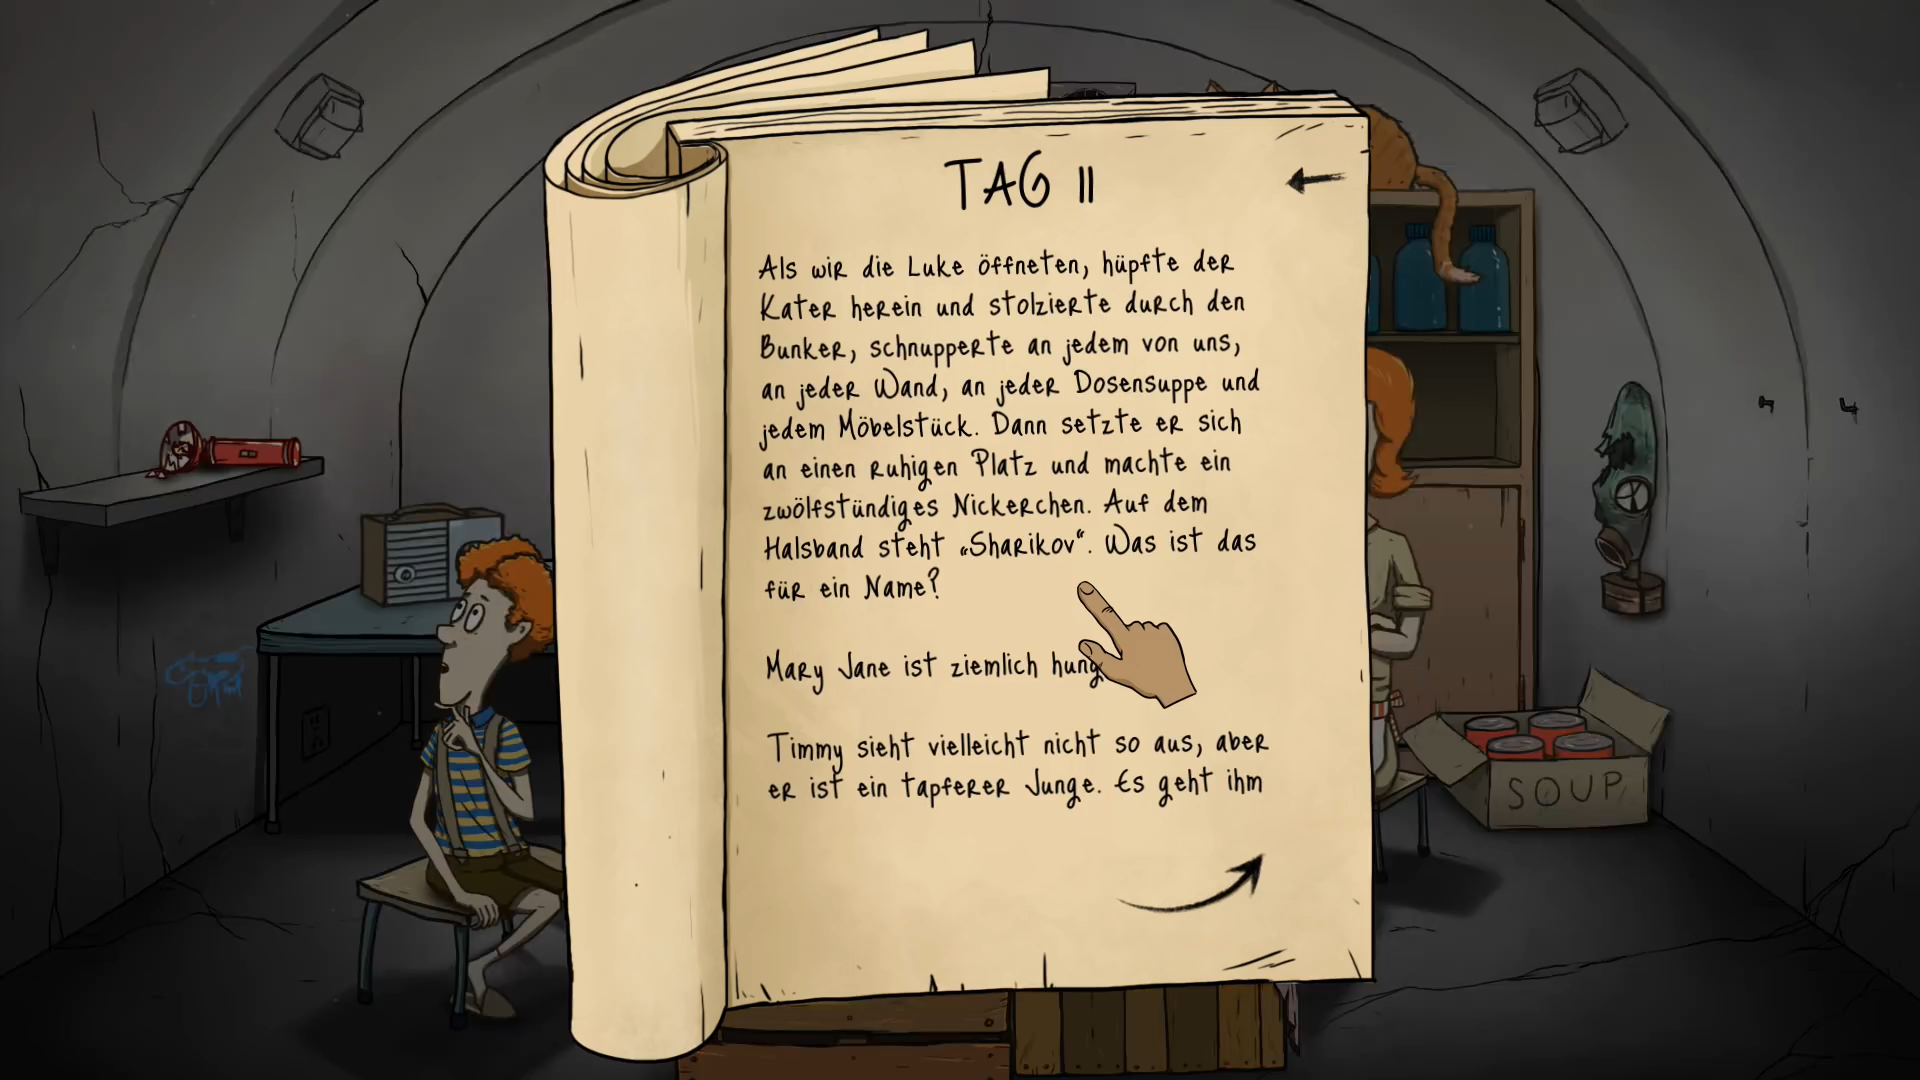 TAG 11
Als wir die Luke öffneten, hüpfte der
Kater herein und stolzierte durch den
Bunker, schnupperte an jedem von uns,
an jeder Wand, an jeder Dosensuppe und
jedem Möbelstück. Dann setzte er sich
an einen ruhigen Platz und machte ein
zwölfstündiges Nickerchen. Auf dem
Halsband steht „Sharikov“. Was ist das
für ein Name?
Mary Jane ist ziemlich
Timmy sieht vielleicht nicht so aus, aber
er ist ein tapferer Junge. Es geht ihm
SOUP